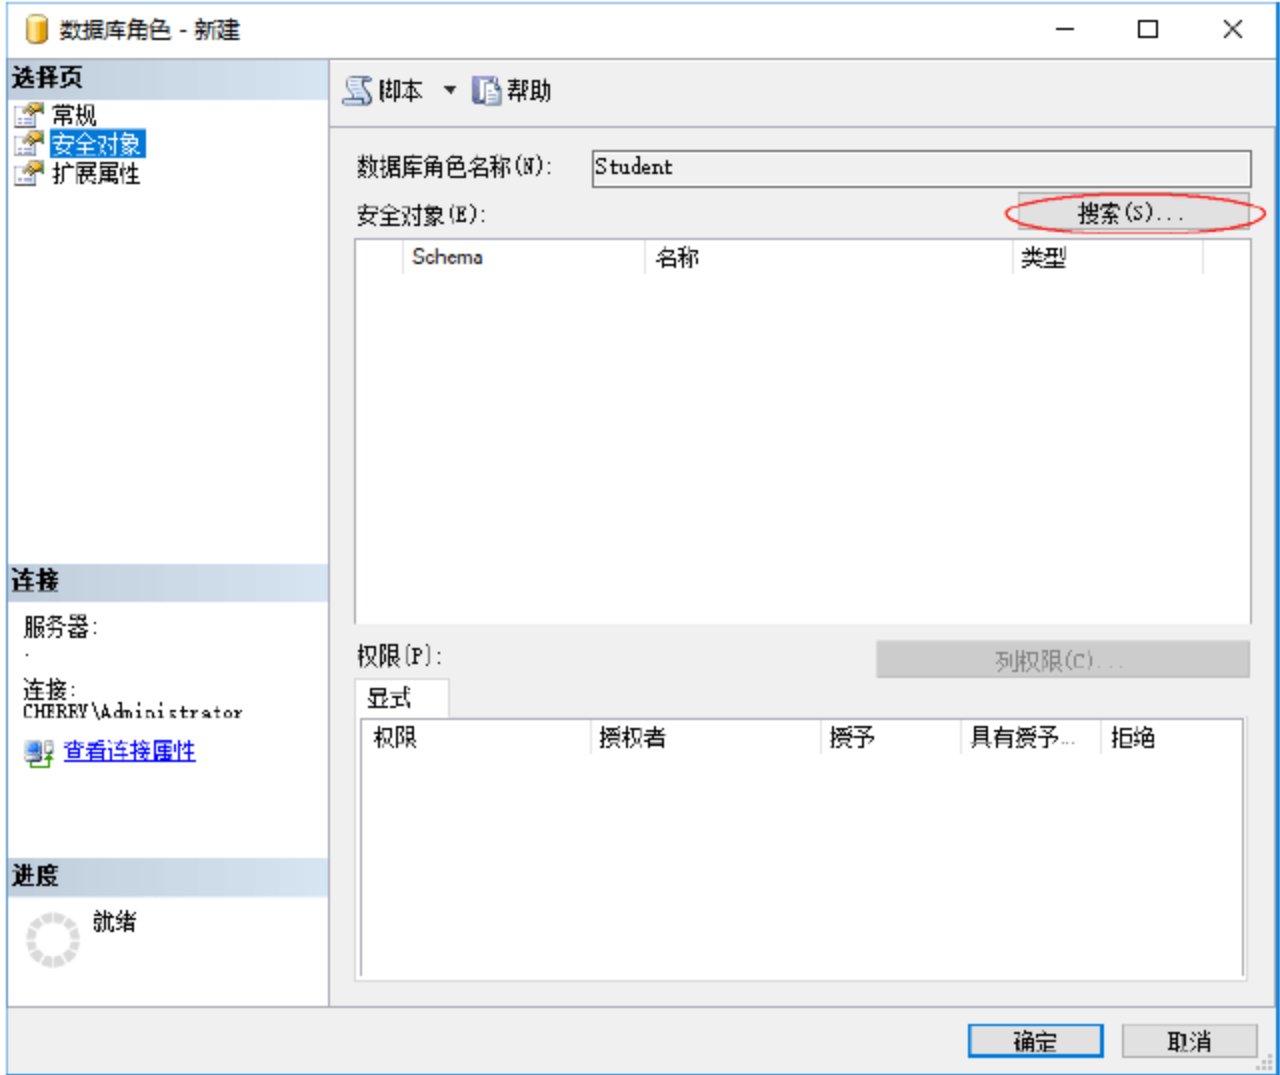 数据库角色 - 新建
选择页
常规
安全对象
扩展属性
脚本 帮助
数据库角色名称(N): Student
安全对象(E): 搜索(S)...
Schema 名称 类型
权限(P): 列权限(C)...
显式
权限 授权者 授予 具有授予... 拒绝
连接
服务器:
.
连接:
CHERRY\Administrator
查看连接属性
进度
就绪
确定 取消